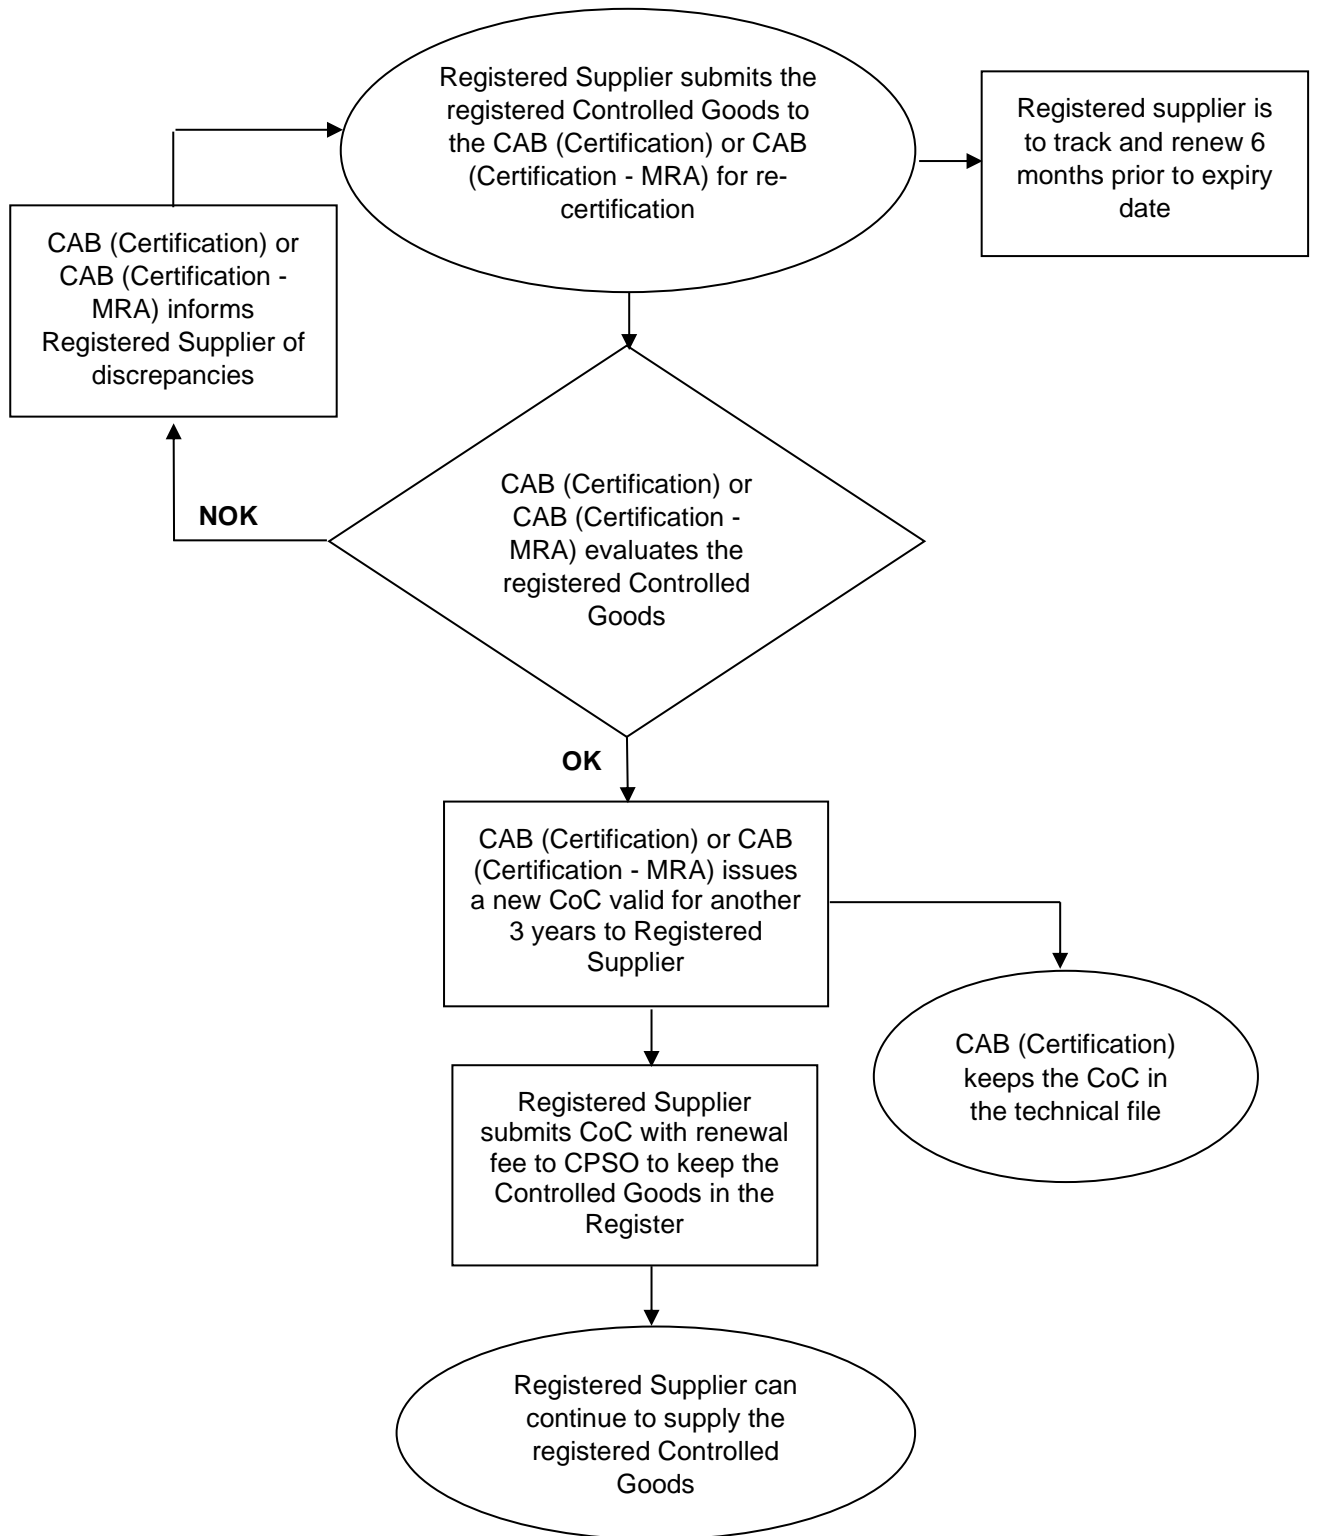 Registered Supplier submits the
registered Controlled Goods to
the CAB (Certification) or CAB
(Certification - MRA) for re-
certification
Registered supplier is
to track and renew 6
months prior to expiry
date
CAB (Certification) or
CAB (Certification -
MRA) informs
Registered Supplier of
discrepancies
CAB (Certification) or
CAB (Certification -
MRA) evaluates the
registered Controlled
Goods
NOK
OK
CAB (Certification) or CAB
(Certification - MRA) issues
a new CoC valid for another
3 years to Registered
Supplier
CAB (Certification)
keeps the CoC in
the technical file
Registered Supplier
submits CoC with renewal
fee to CPSO to keep the
Controlled Goods in the
Register
Registered Supplier can
continue to supply the
registered Controlled
Goods